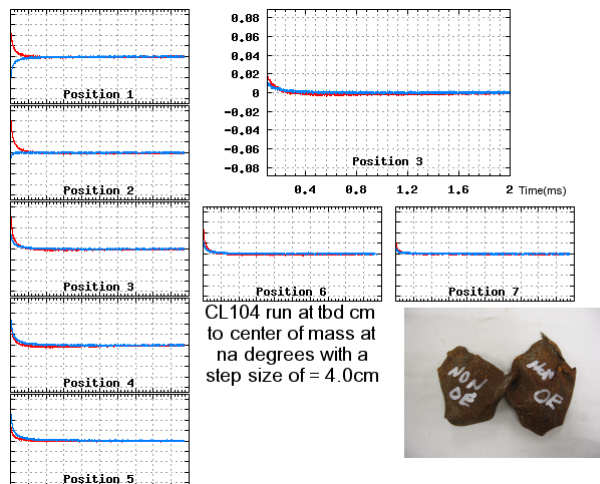 Position 1
Position 2
Position 3
Position 4
Position 5
0.08
0.06
0.04
0.02
0
-0.02
-0.04
-0.06
-0.08
Position 3
0.4 0.8 1.2 1.6 2 Time(ms)
Position 6
Position 7
CL104 run at tbd cm
to center of mass at
na degrees with a
step size of = 4.0cm
NON
OE
OE